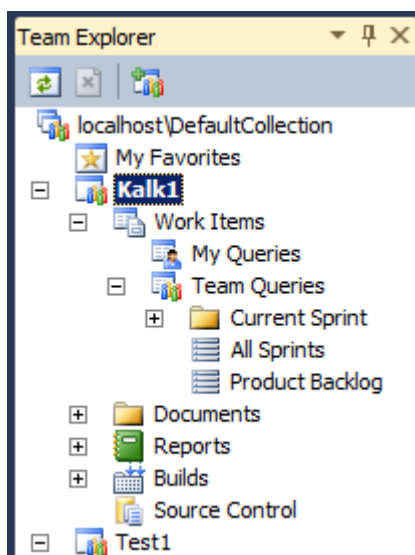 Team Explorer
localhost\DefaultCollection
My Favorites
Kalk1
Work Items
My Queries
Team Queries
Current Sprint
All Sprints
Product Backlog
Documents
Reports
Builds
Source Control
Test1